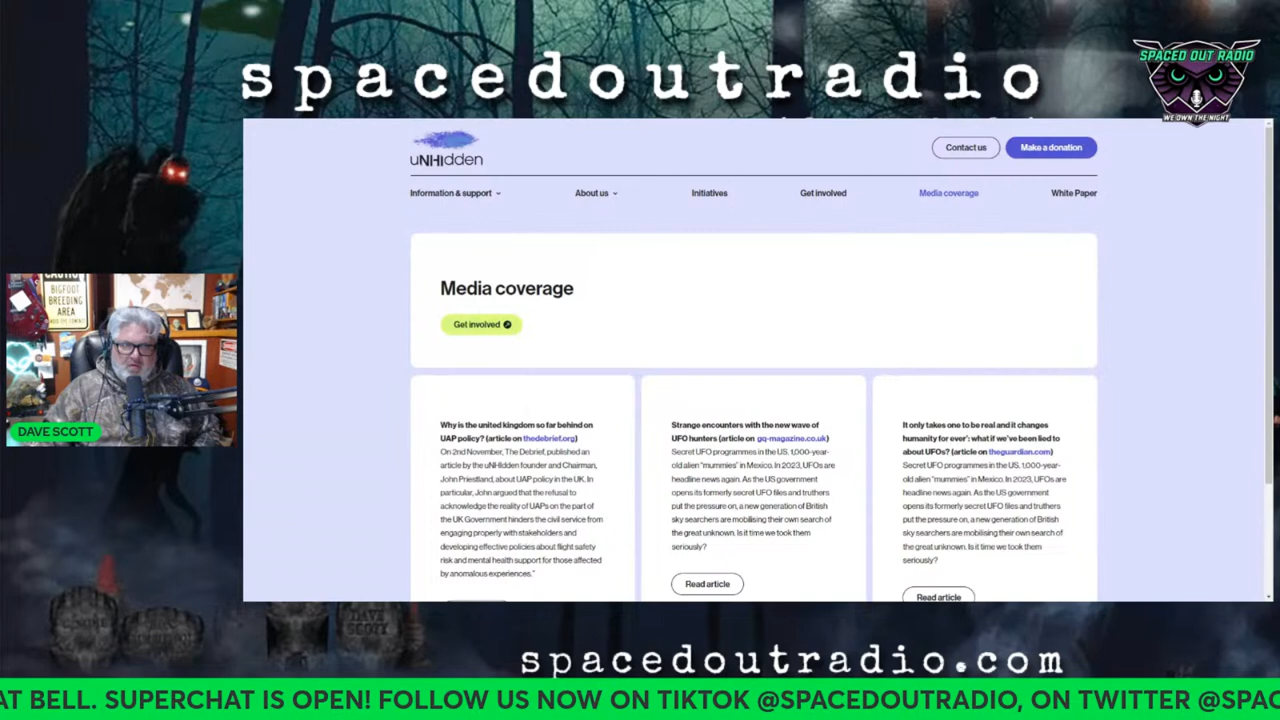 spacedoutradio
SPACED OUT RADIO
WE OWN THE NIGHT
uNHIdden
Contact us
Make a donation
Information & support
About us
Initiatives
Get involved
Media coverage
White Paper
Media coverage
Get involved
Why is the united kingdom so far behind on
UAP policy? (article on thedebrief.org)
On 2nd November, The Debrief, published an
article by the uNHIdden founder and Chairman,
John Priestland, about UAP policy in the UK. In
particular, John argued that the refusal to
acknowledge the reality of UAPs on the part of
the UK Government hinders the civil service from
engaging properly with stakeholders and
developing effective policies about flight safety
risk and mental health support for those affected
by anomalous experiences."
Strange encounters with the new wave of
UFO hunters (article on gq-magazine.co.uk)
Secret UFO programmes in the US. 1,000-year-
old alien "mummies" in Mexico. In 2023, UFOs are
headline news again. As the US government
opens its formerly secret UFO files and truthers
put the pressure on, a new generation of British
sky searchers are mobilising their own search of
the great unknown. Is it time we took them
seriously?
Read article
It only takes one to be real and it changes
humanity for ever': what if we've been lied to
about UFOs? (article on theguardian.com)
Secret UFO programmes in the US. 1,000-year-
old alien "mummies" in Mexico. In 2023, UFOs are
headline news again. As the US government
opens its formerly secret UFO files and truthers
put the pressure on, a new generation of British
sky searchers are mobilising their own search of
the great unknown. Is it time we took them
seriously?
Read article
CAUTION
BIGFOOT
BREEDING
AREA
DAVE SCOTT
DAVE
SCOTT
spacedoutradio.com
AT BELL. SUPERCHAT IS OPEN! FOLLOW US NOW ON TIKTOK @SPACEDOUTRADIO, ON TWITTER @SPAC